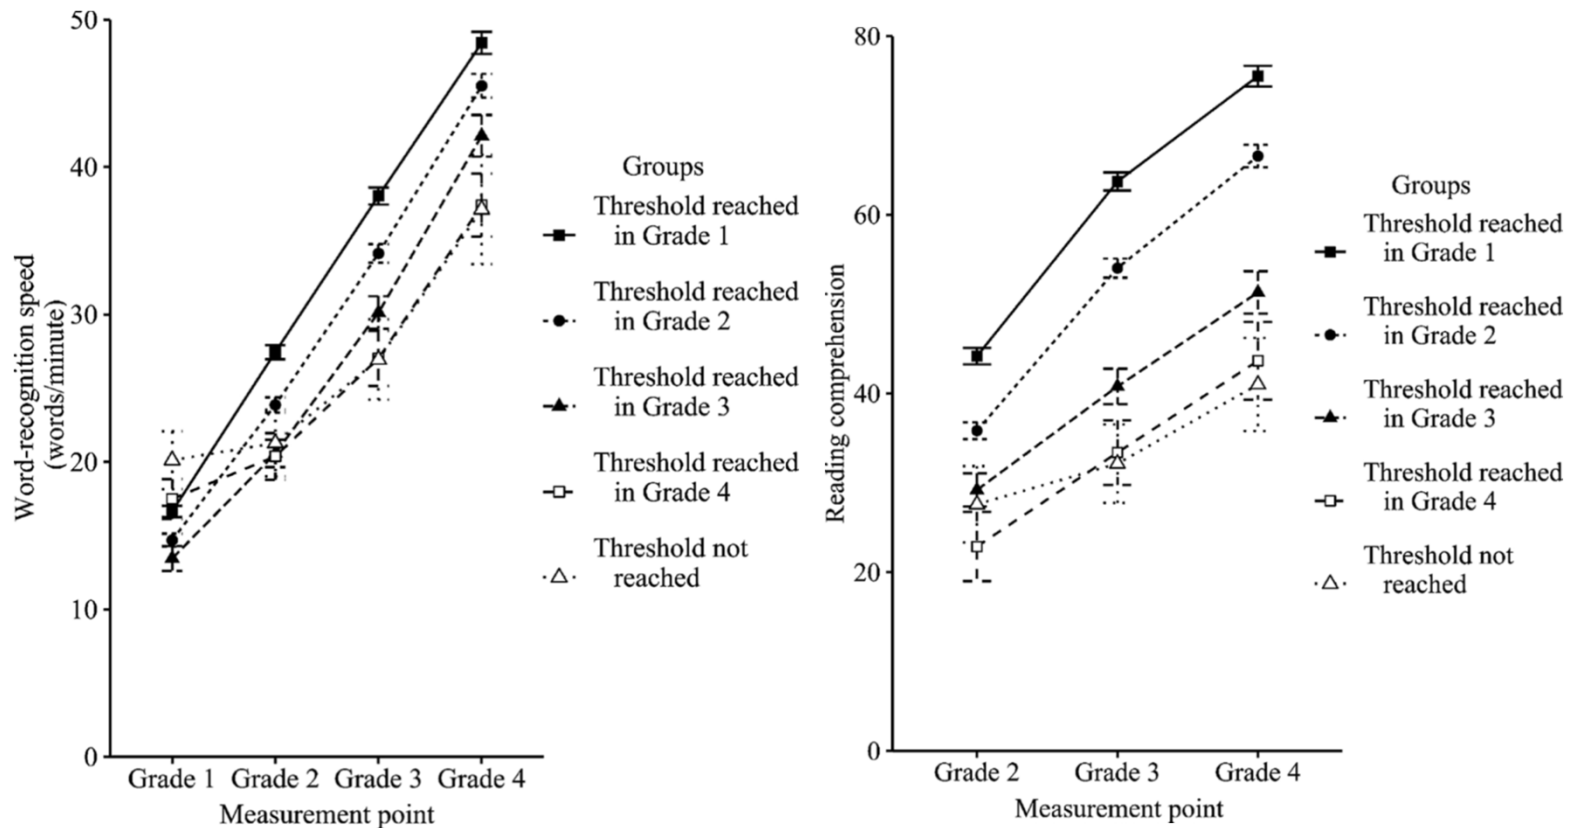 50
40
30
20
10
0
Word-recognition speed
(words/minute)
Grade 1 Grade 2 Grade 3 Grade 4
Measurement point
Groups
Threshold reached
in Grade 1
Threshold reached
in Grade 2
Threshold reached
in Grade 3
Threshold reached
in Grade 4
Threshold not
reached
80
60
40
20
0
Reading comprehension
Grade 2 Grade 3 Grade 4
Measurement point
Groups
Threshold reached
in Grade 1
Threshold reached
in Grade 2
Threshold reached
in Grade 3
Threshold reached
in Grade 4
Threshold not
reached